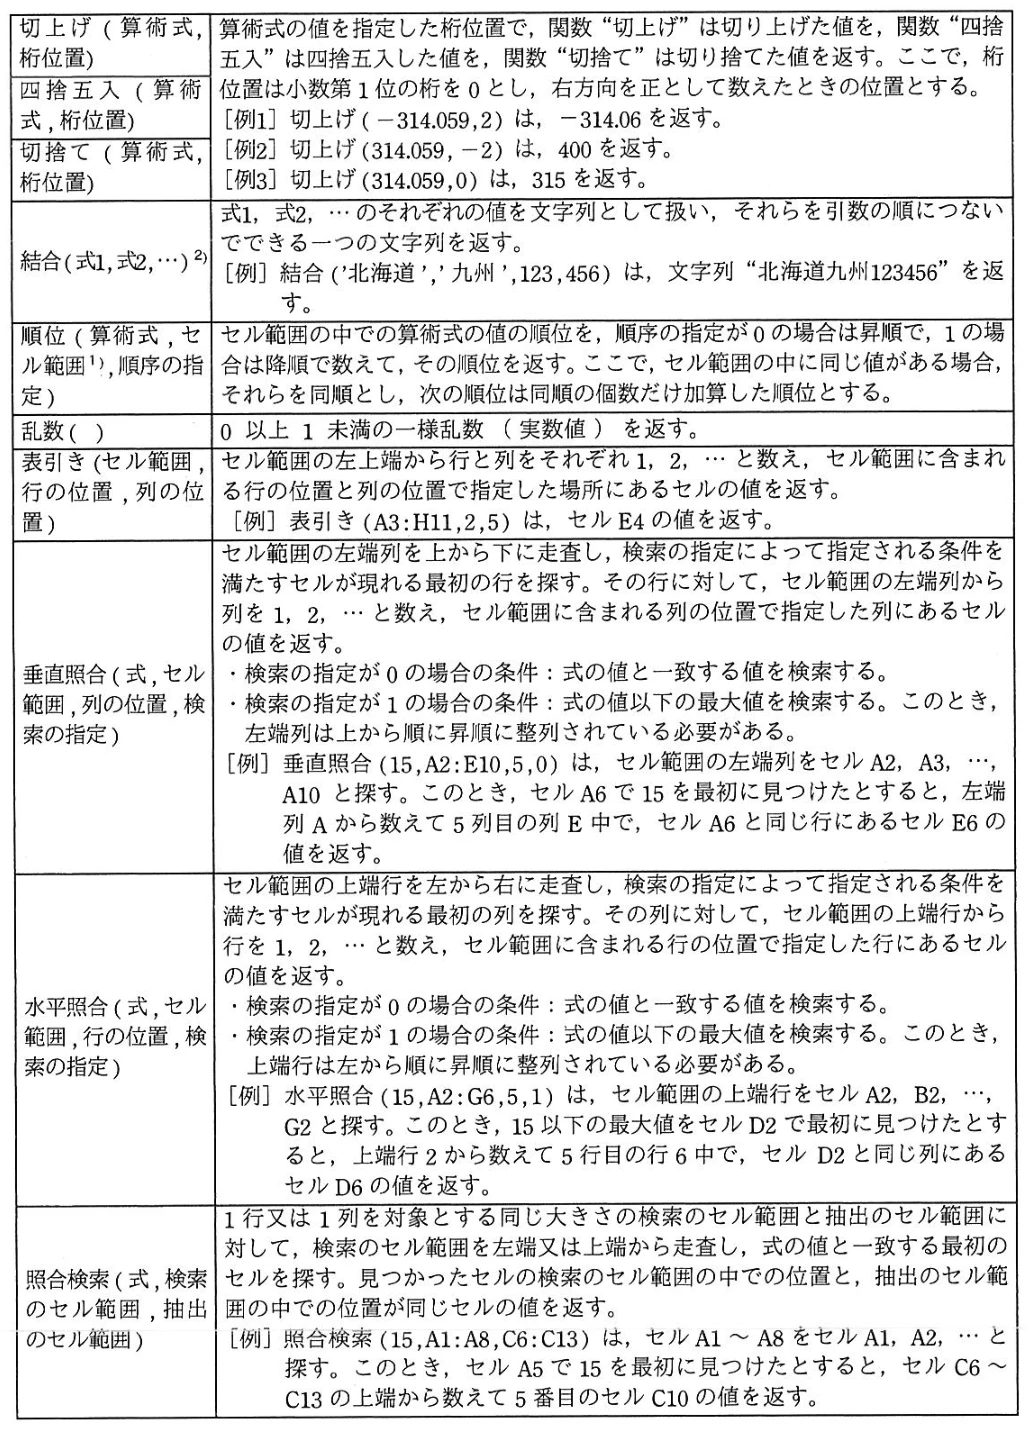 切上げ(算術式,
桁位置)
四捨五入(算術
式,桁位置)
切捨て(算術式,
桁位置)
算術式の値を指定した桁位置で，関数“切上げ”は切り上げた値を，関数“四捨
五入”は四捨五入した値を，関数“切捨て”は切り捨てた値を返す。ここで，桁
位置は小数第1位の桁を0とし，右方向を正として数えたときの位置とする。
［例1］切上げ(－314.059,2) は，－314.06 を返す。
［例2］切上げ(314.059,－2) は，400 を返す。
［例3］切上げ(314.059,0) は，315 を返す。
結合(式1,式2,…) 2)
式1，式2，… のそれぞれの値を文字列として扱い，それらを引数の順につない
でできる一つの文字列を返す。
［例］結合 ('北海道','九州',123,456) は，文字列“北海道九州123456”を返
す。
順位(算術式,セ
ル範囲1),順序の指
定)
セル範囲の中での算術式の値の順位を，順序の指定が0の場合は昇順で，1の場
合は降順で数えて，その順位を返す。ここで，セル範囲の中に同じ値がある場合，
それらを同順とし，次の順位は同順の個数だけ加算した順位とする。
乱数( )
0 以上 1 未満の一様乱数 （実数値）を返す。
表引き(セル範囲,
行の位置,列の位
置)
セル範囲の左上端から行と列をそれぞれ1，2，… と数え，セル範囲に含まれ
る行の位置と列の位置で指定した場所にあるセルの値を返す。
［例］表引き (A3:H11,2,5) は，セル E4 の値を返す。
垂直照合(式,セル
範囲,列の位置,検
索の指定)
セル範囲の左端列を上から下に走査し，検索の指定によって指定される条件を
満たすセルが現れる最初の行を探す。その行に対して，セル範囲の左端列から
列を1，2，… と数え，セル範囲に含まれる列の位置で指定した列にあるセル
の値を返す。
・検索の指定が0の場合の条件：式の値と一致する値を検索する。
・検索の指定が1の場合の条件：式の値以下の最大値を検索する。このとき，
左端列は上から順に昇順に整列されている必要がある。
［例］垂直照合 (15,A2:E10,5,0) は，セル範囲の左端列をセル A2，A3，…，
A10 と探す。このとき，セル A6 で 15 を最初に見つけたとすると，左端
列 A から数えて 5 列目の列 E 中で，セル A6 と同じ行にあるセル E6 の
値を返す。
水平照合(式,セル
範囲,行の位置,検
索の指定)
セル範囲の上端行を左から右に走査し，検索の指定によって指定される条件を
満たすセルが現れる最初の列を探す。その列に対して，セル範囲の上端行から
行を1，2，… と数え，セル範囲に含まれる行の位置で指定した行にあるセル
の値を返す。
・検索の指定が0の場合の条件：式の値と一致する値を検索する。
・検索の指定が1の場合の条件：式の値以下の最大値を検索する。このとき，
上端行は左から順に昇順に整列されている必要がある。
［例］水平照合 (15,A2:G6,5,1) は，セル範囲の上端行をセル A2，B2，…，
G2 と探す。このとき，15 以下の最大値をセル D2 で最初に見つけたとす
ると，上端行 2 から数えて 5 行目の行 6 中で，セル D2 と同じ列にある
セル D6 の値を返す。
照合検索(式,検索
のセル範囲,抽出
のセル範囲)
1行又は1列を対象とする同じ大きさの検索のセル範囲と抽出のセル範囲に
対して，検索のセル範囲を左端又は上端から走査し，式の値と一致する最初の
セルを探す。見つかったセルの検索のセル範囲の中での位置と，抽出のセル範
囲の中での位置が同じセルの値を返す。
［例］照合検索 (15,A1:A8,C6:C13) は，セル A1 ～ A8 をセル A1，A2，… と
探す。このとき，セル A5 で 15 を最初に見つけたとすると，セル C6 ～
C13 の上端から数えて 5 番目のセル C10 の値を返す。